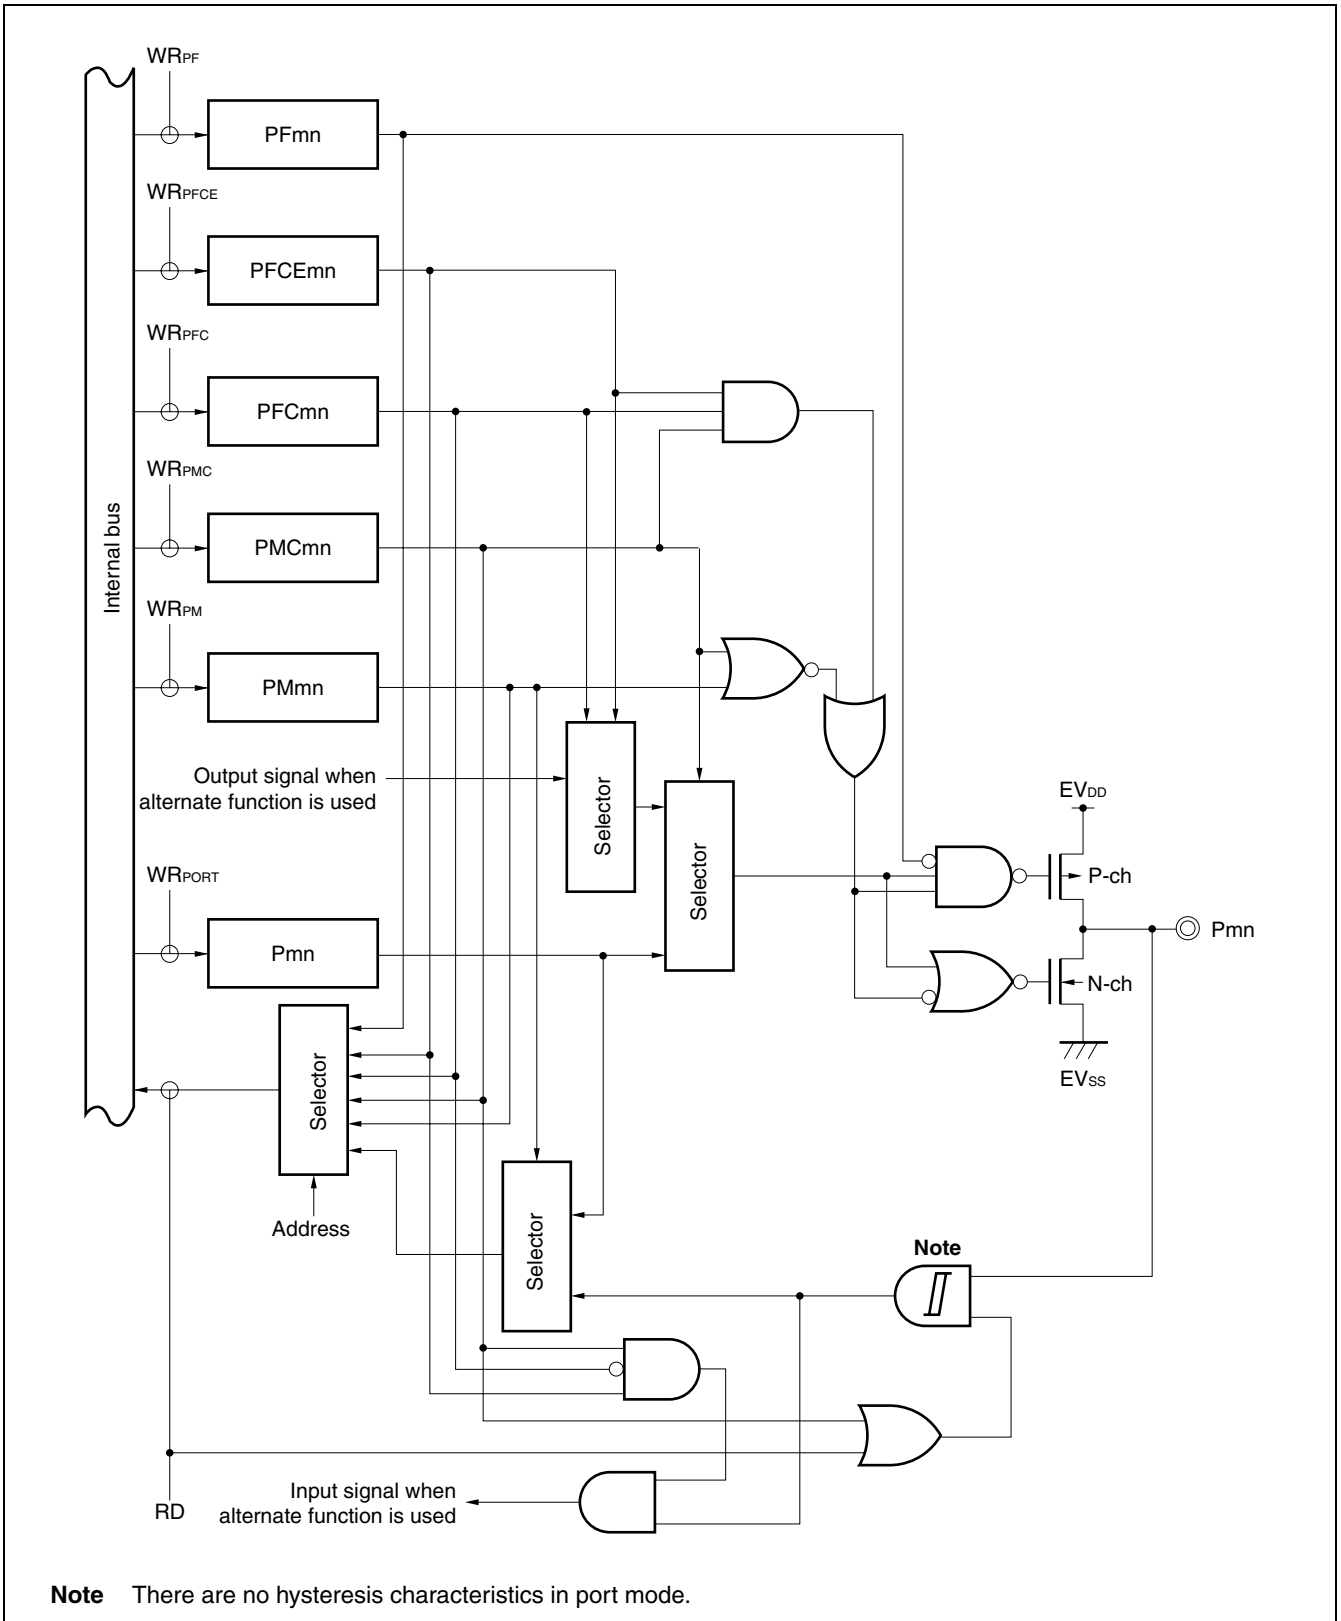 WRPF
PFmn
WRPFCE
PFCEmn
WRPFC
PFCmn
WRPMC
PMCmn
Internal bus
WRPM
PMmn
Output signal when
alternate function is used
Selector
Selector
EVDD
P-ch
WRPORT
Pmn
Pmn
N-ch
EVSS
Selector
Address
Selector
Note
Input signal when
alternate function is used
RD
Note There are no hysteresis characteristics in port mode.